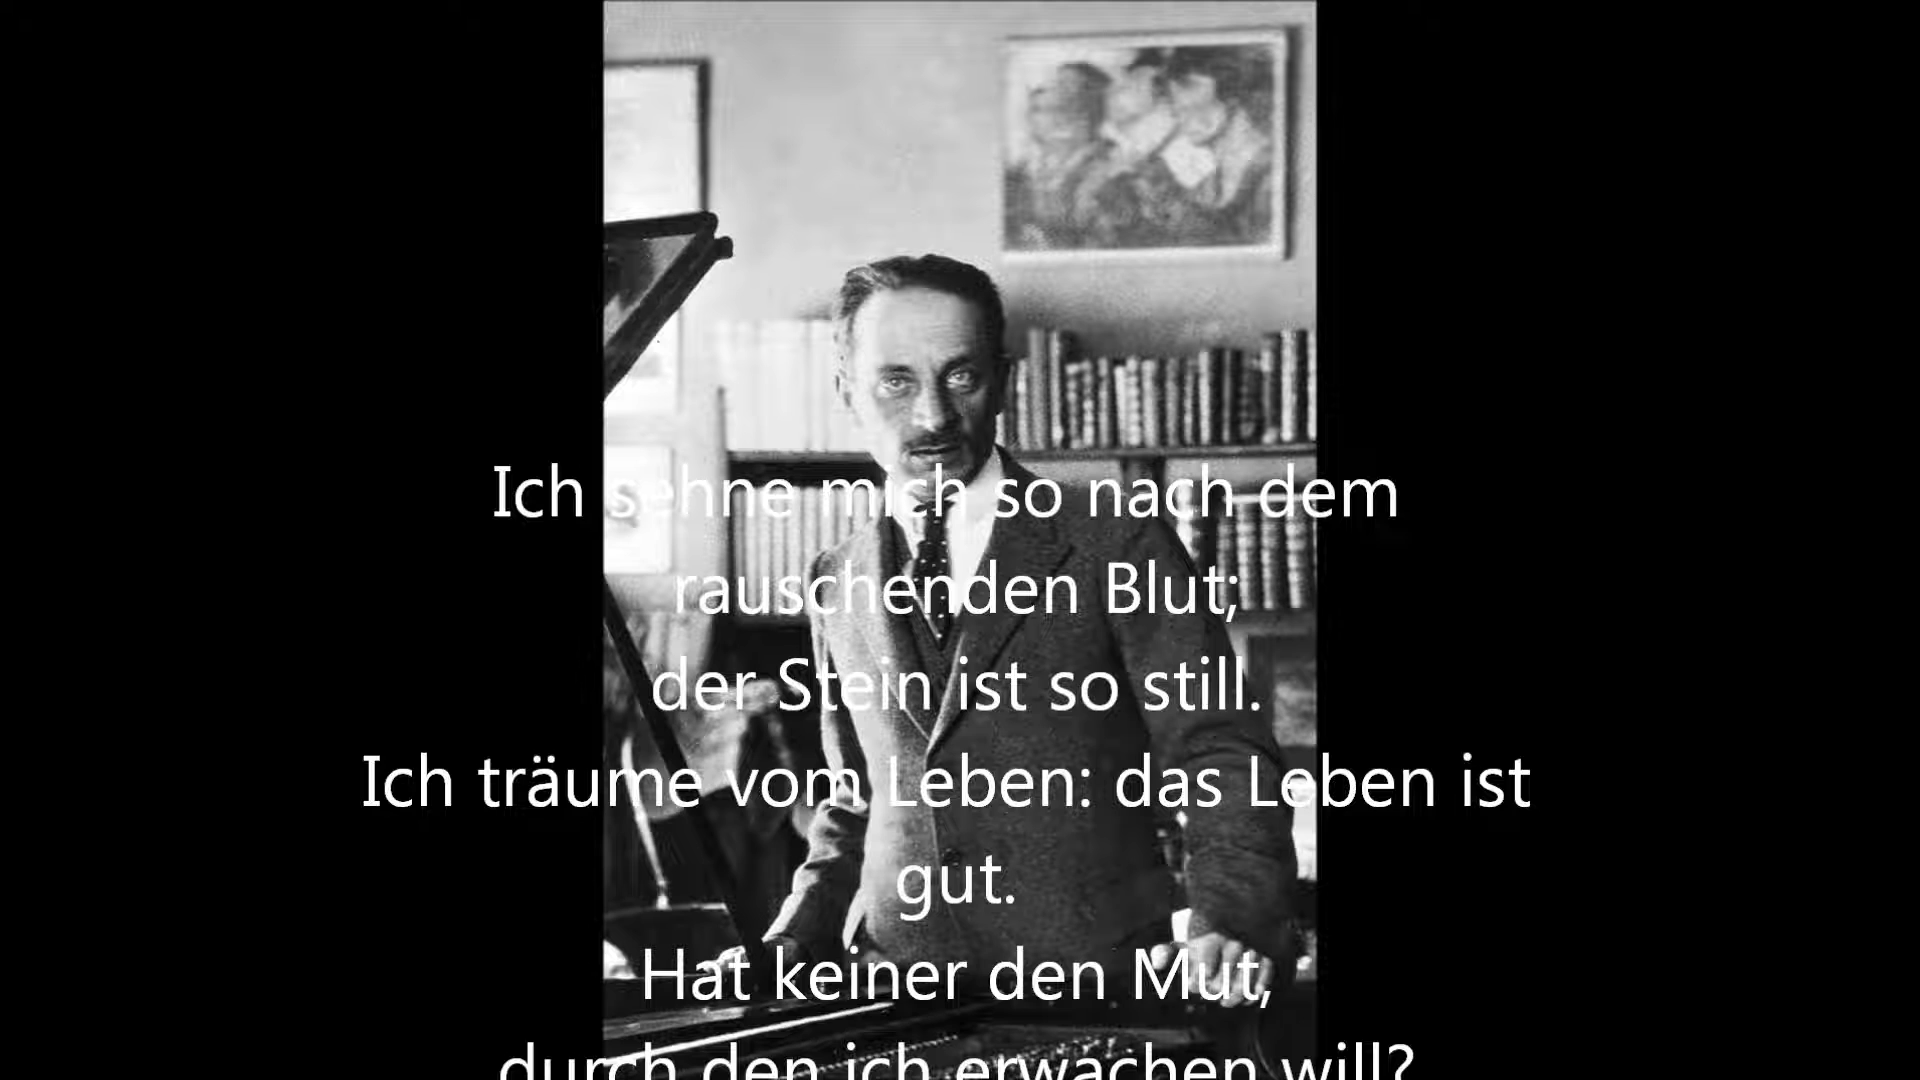 Ich sehne mich so nach dem
rauschenden Blut;
der Stein ist so still.
Ich träume vom Leben: das Leben ist
gut.
Hat keiner den Mut,
durch den ich erwachen will?